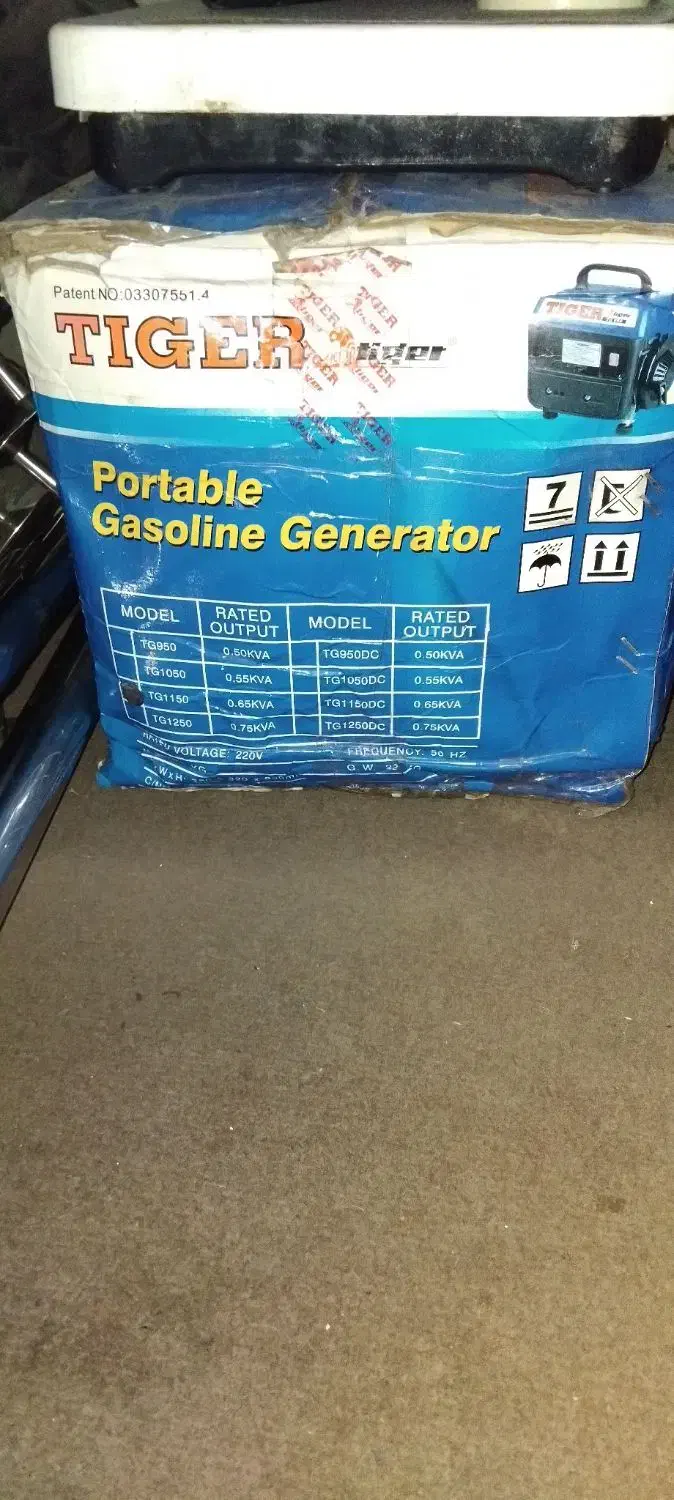 Patent NO:03307551.4
TIGER tiger
TIGER
Portable
Gasoline Generator
7
MODEL RATED OUTPUT MODEL RATED OUTPUT
TG950 0.50KVA TG950DC 0.50KVA
TG1050 0.55KVA TG1050DC 0.55KVA
TG1150 0.65KVA TG1150DC 0.65KVA
TG1250 0.75KVA TG1250DC 0.75KVA
VOLTAGE: 220V FREQUENCY: 50 HZ
G.W.